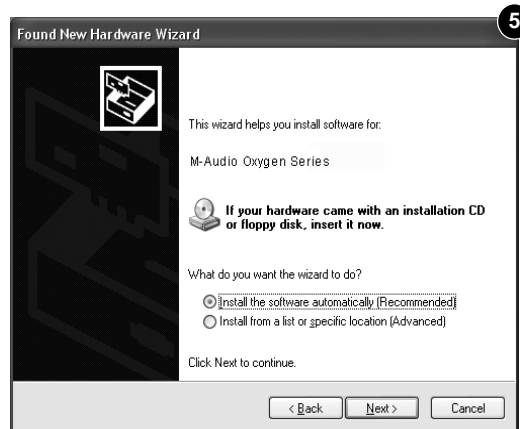 5
Found New Hardware Wizard
This wizard helps you install software for:
M-Audio Oxygen Series
If your hardware came with an installation CD
or floppy disk, insert it now.
What do you want the wizard to do?
Install the software automatically (Recommended)
Install from a list or specific location (Advanced)
Click Next to continue.
< Back Next > Cancel